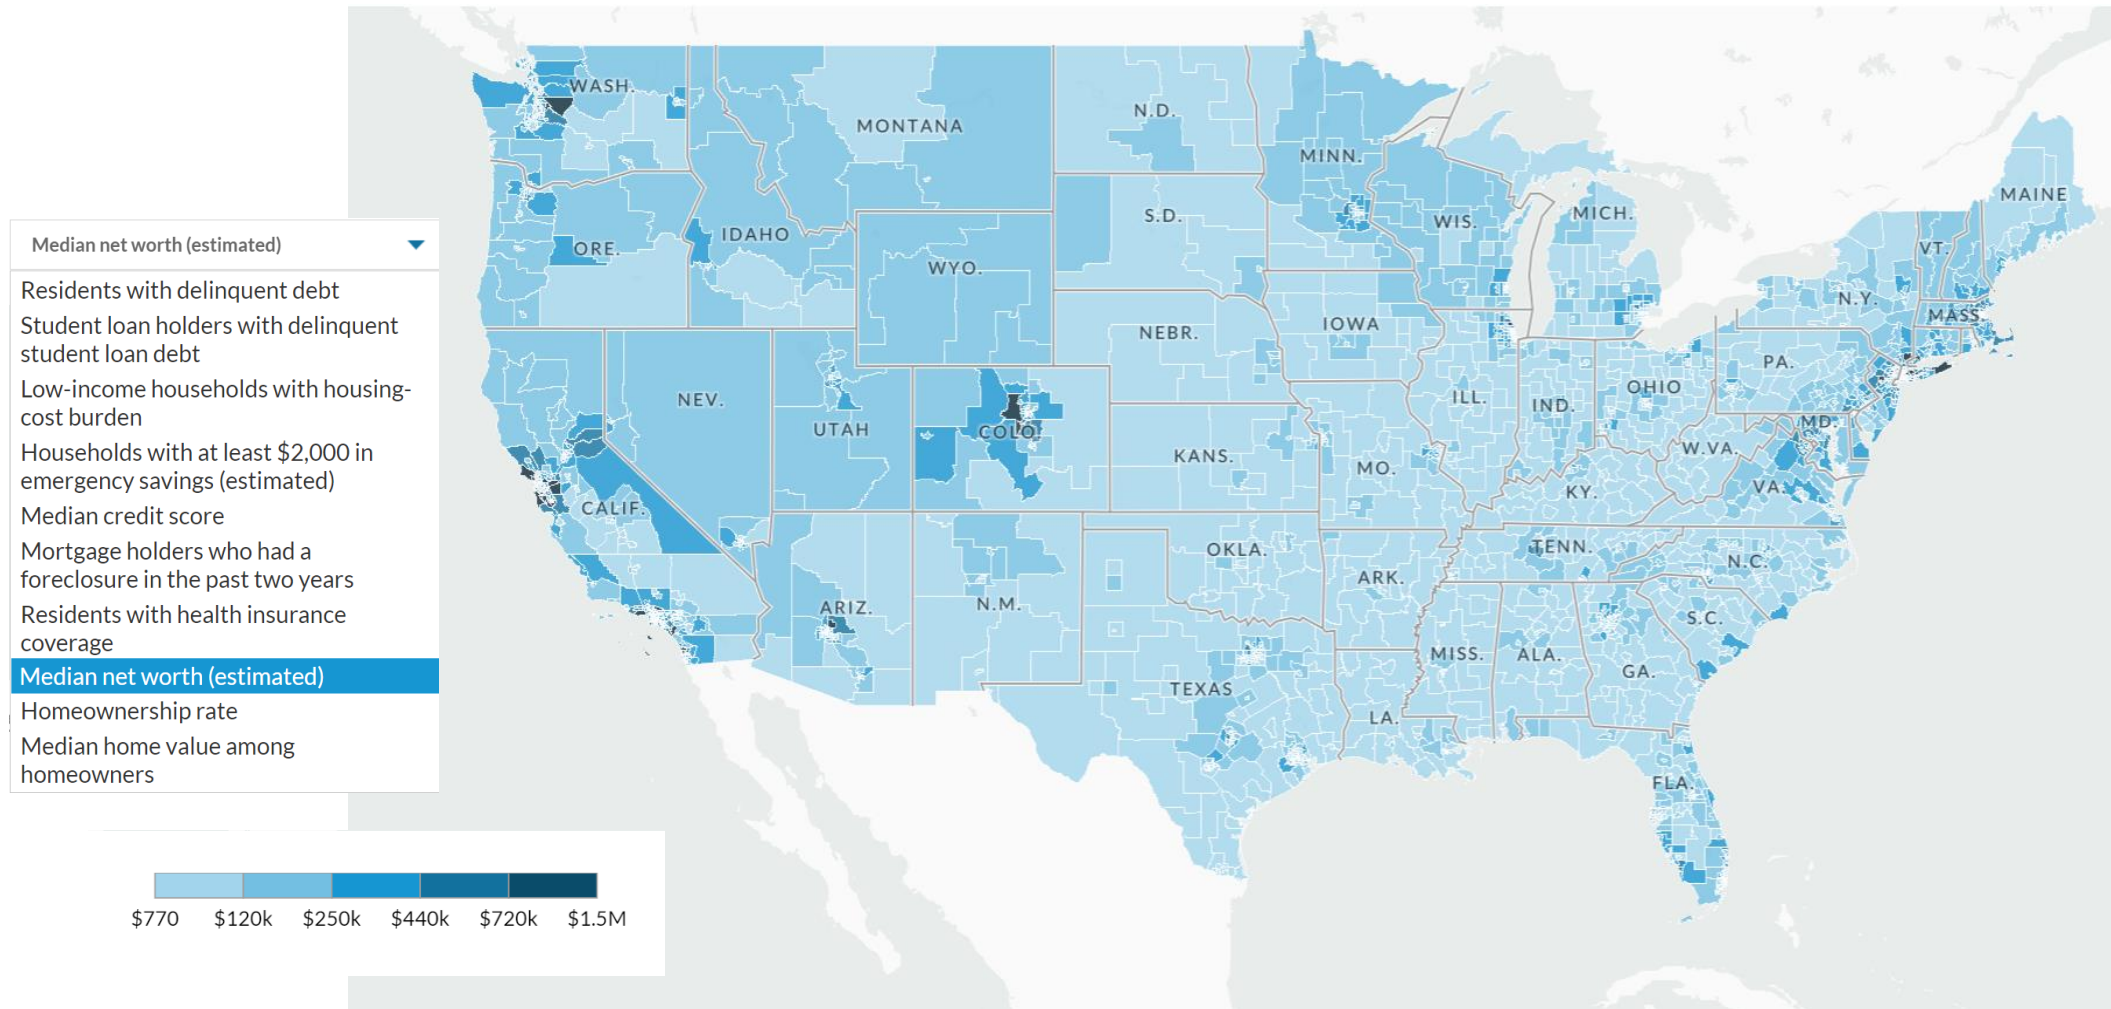 Median net worth (estimated)
Residents with delinquent debt
Student loan holders with delinquent
student loan debt
Low-income households with housing-
cost burden
Households with at least $2,000 in
emergency savings (estimated)
Median credit score
Mortgage holders who had a
foreclosure in the past two years
Residents with health insurance
coverage
Median net worth (estimated)
Homeownership rate
Median home value among
homeowners
$770 $120k $250k $440k $720k $1.5M
WASH.
MONTANA
N.D.
MINN.
MAINE
ORE.
IDAHO
WYO.
S.D.
WIS.
MICH.
VT.
N.Y.
MASS.
NEBR.
IOWA
PA.
NEV.
UTAH
COLO.
KANS.
MO.
ILL.
IND.
OHIO
MD.
W.VA.
VA.
KY.
CALIF.
ARIZ.
N.M.
OKLA.
ARK.
TENN.
N.C.
S.C.
TEXAS
LA.
MISS.
ALA.
GA.
FLA.